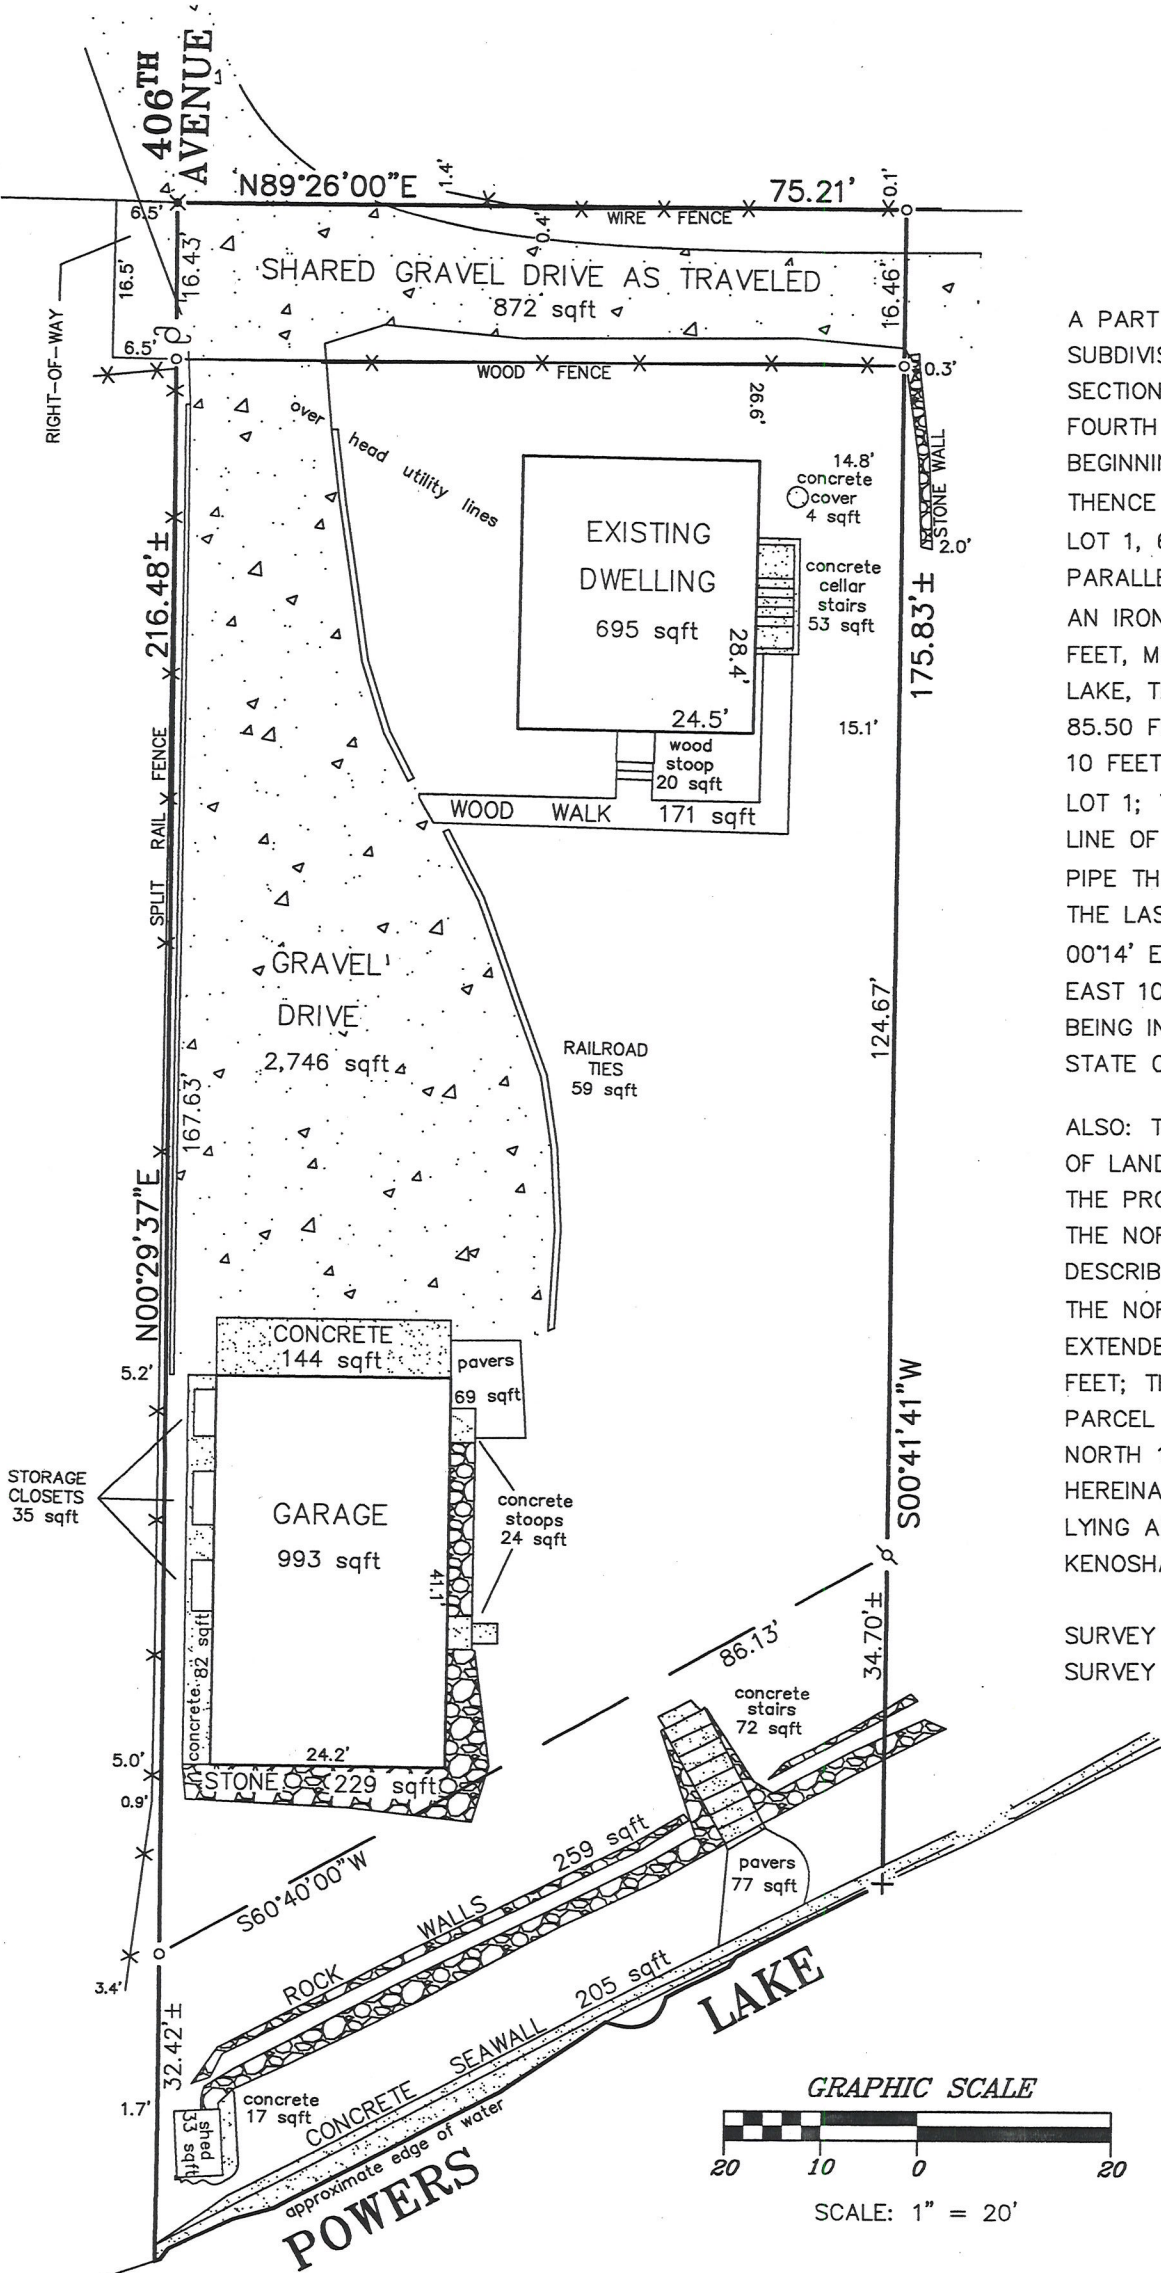 406TH
AVENUE
N89°26'00"E
1.4'
75.21'
0.1'
6.5'
WIRE FENCE
0.4'
16.5'
16.43'
SHARED GRAVEL DRIVE AS TRAVELED
872 sqft
16.46"
RIGHT-OF-WAY
6.5'
WOOD FENCE
0.3'
over
head utility lines
26.6'
14.8'
concrete
cover
4 sqft
STONE WALL
2.0'
EXISTING
DWELLING
695 sqft
28.4'
24.5'
concrete
cellar
stairs
53 sqft
216.48'±
175.83'±
15.1'
wood
stoop
20 sqft
WOOD WALK 171 sqft
SPLIT RAIL FENCE
GRAVEL
DRIVE
2,746 sqft
124.67'
RAILROAD
TIES
59 sqft
167.63'
N00°29'37"E
CONCRETE
144 sqft
pavers
69 sqft
5.2'
S00°41'41"W
STORAGE
CLOSETS
35 sqft
GARAGE
993 sqft
concrete
stoops
24 sqft
41.1'
concrete 82 sqft
86.13'
34.70'±
concrete
stairs
72 sqft
5.0'
24.2'
STONE 229 sqft
0.9'
259 sqft
pavers
77 sqft
S60°40'00"W
ROCK WALLS
3.4'
32.42'±
205 sqft
CONCRETE SEAWALL
1.7'
concrete
17 sqft
shed
33 sqft
approximate edge of water
POWERS LAKE
GRAPHIC SCALE
20 10 0 20
SCALE: 1" = 20'
A PART
SUBDIVIS
SECTION
FOURTH
BEGINNIN
THENCE
LOT 1, 6
PARALLE
AN IRON
FEET, M
LAKE, T
85.50 F
10 FEET
LOT 1; 
LINE OF
PIPE TH
THE LAS
00°14' E
EAST 10
BEING IN
STATE O
ALSO: T
OF LAND
THE PRO
THE NOR
DESCRIB
THE NOR
EXTENDE
FEET; TH
PARCEL
NORTH 1
HEREINA
LYING A
KENOSHA
SURVEY
SURVEY